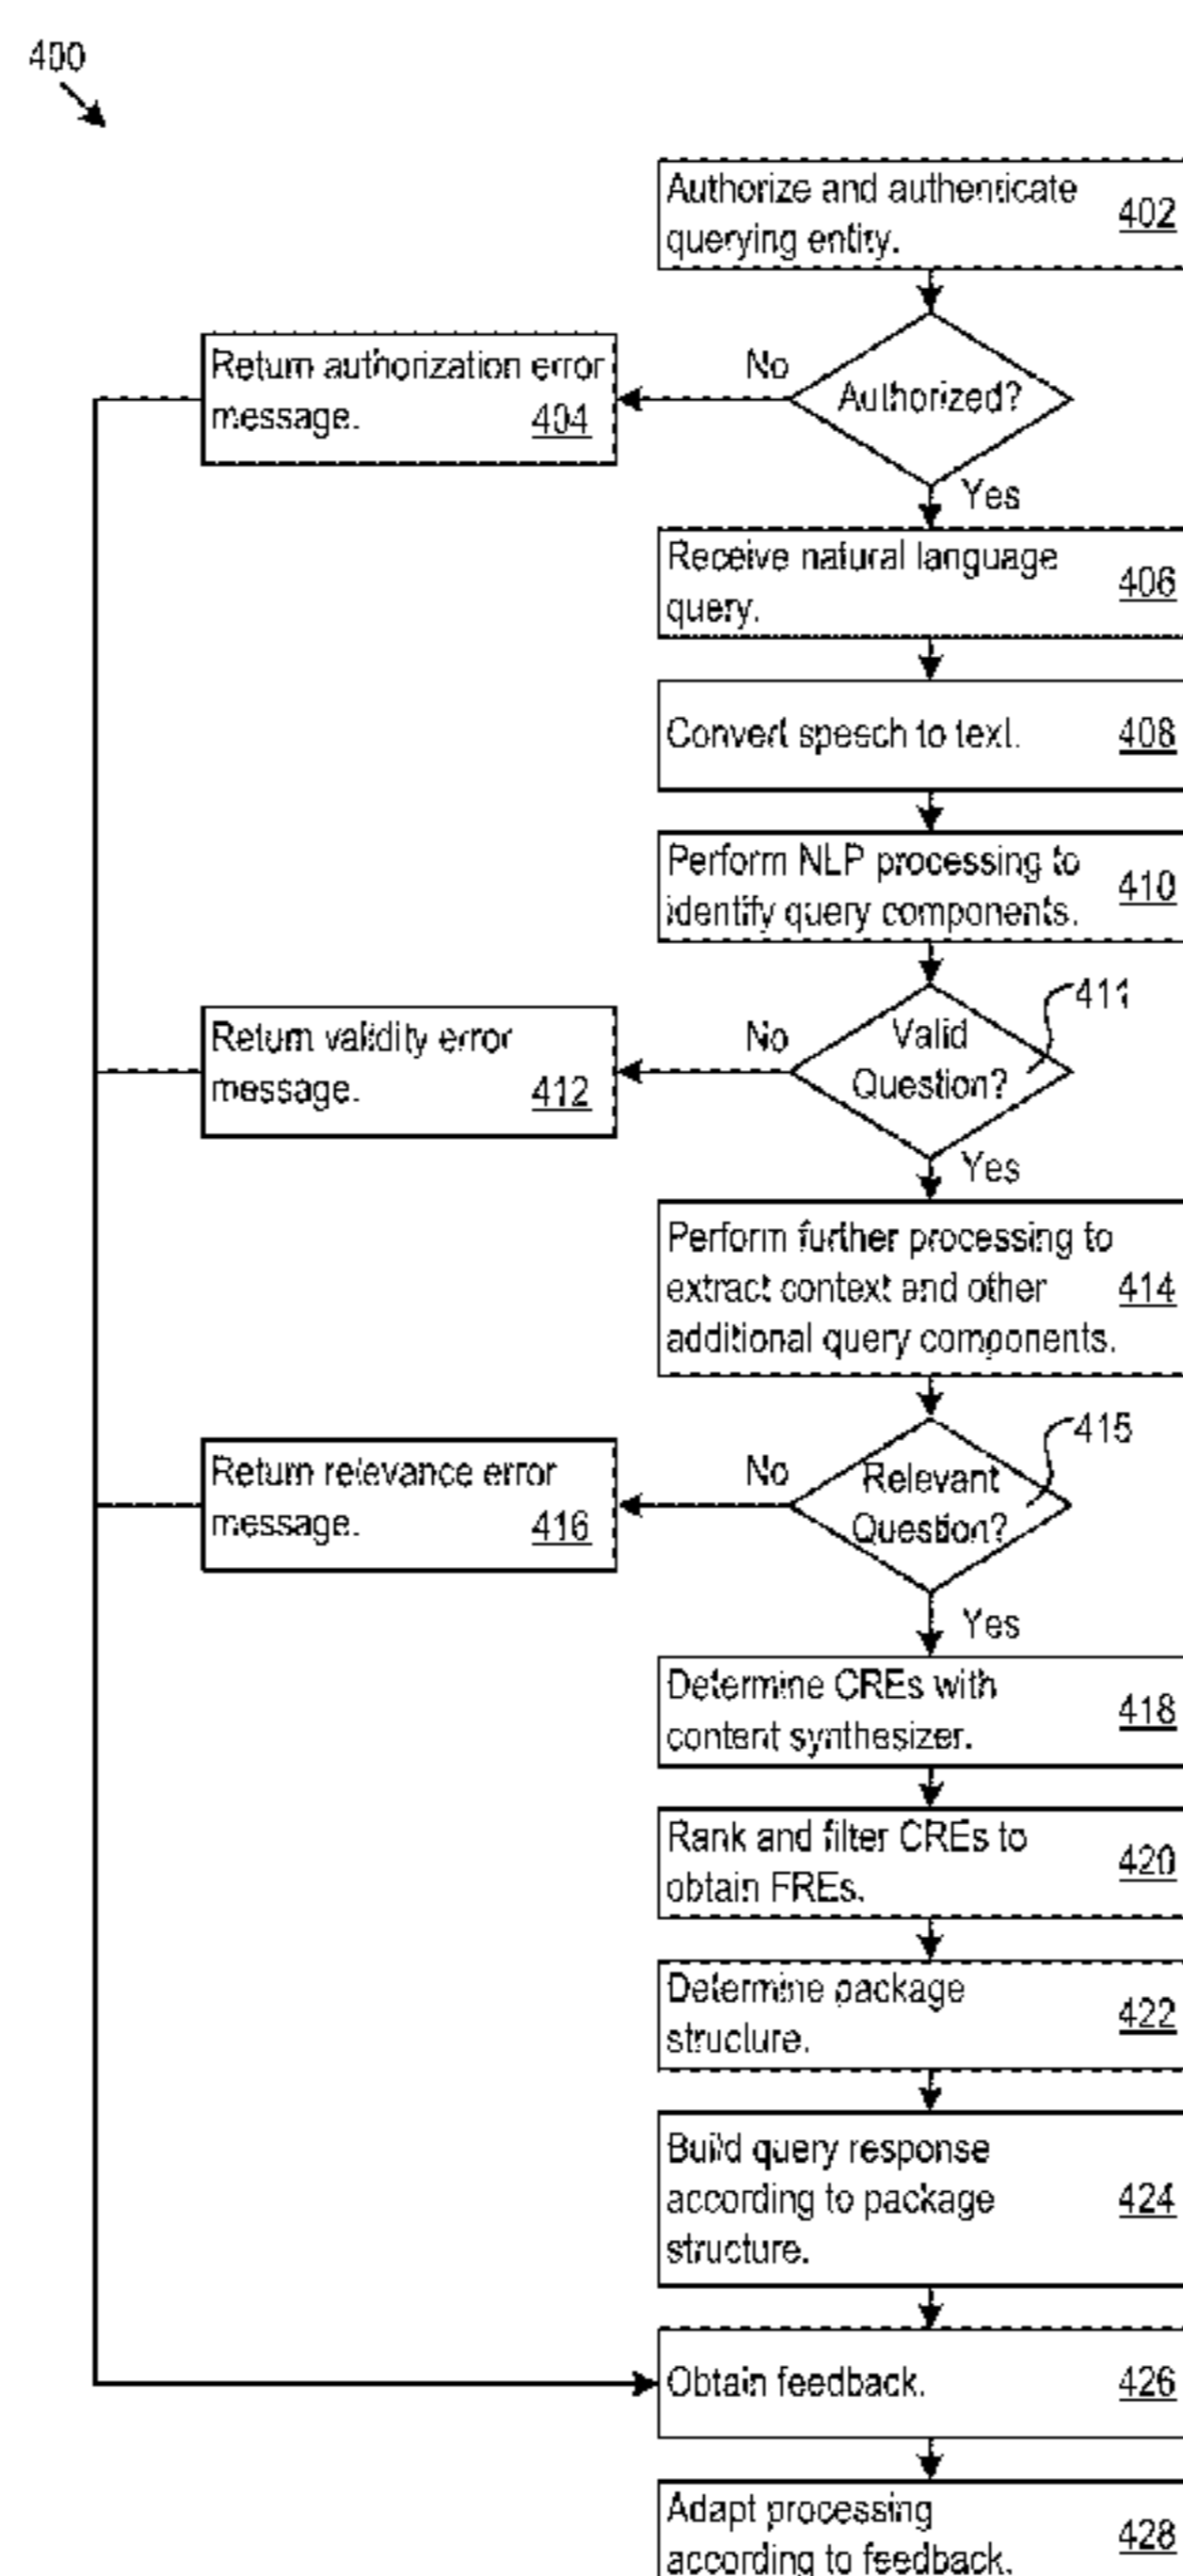 400
Authorize and authenticate
querying entity.
402
Authorized?
No
Return authorization error
message.
404
Yes
Receive natural language
query.
406
Convert speech to text.
408
Perform NLP processing to
identify query components.
410
Valid
Question?
411
No
Return validity error
message.
412
Yes
Perform further processing to
extract context and other
additional query components.
414
Relevant
Question?
415
No
Return relevance error
message.
416
Yes
Determine CREs with
content synthesizer.
418
Rank and filter CREs to
obtain FREs.
420
Determine package
structure.
422
Build query response
according to package
structure.
424
Obtain feedback.
426
Adapt processing
according to feedback.
428